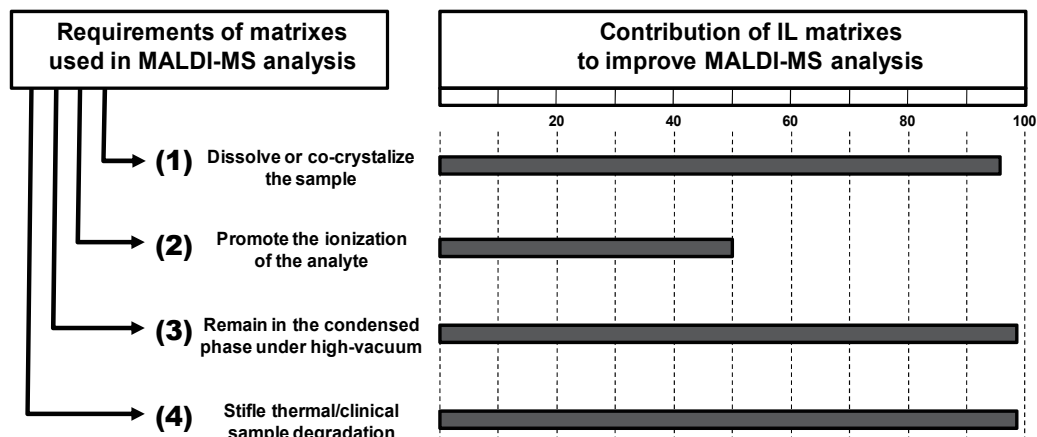 Requirements of matrixes
used in MALDI-MS analysis
Contribution of IL matrixes
to improve MALDI-MS analysis
20 40 60 80 100
(1) Dissolve or co-crystalize
the sample
(2) Promote the ionization
of the analyte
(3) Remain in the condensed
phase under high-vacuum
(4) Stifle thermal/clinical
sample degradation